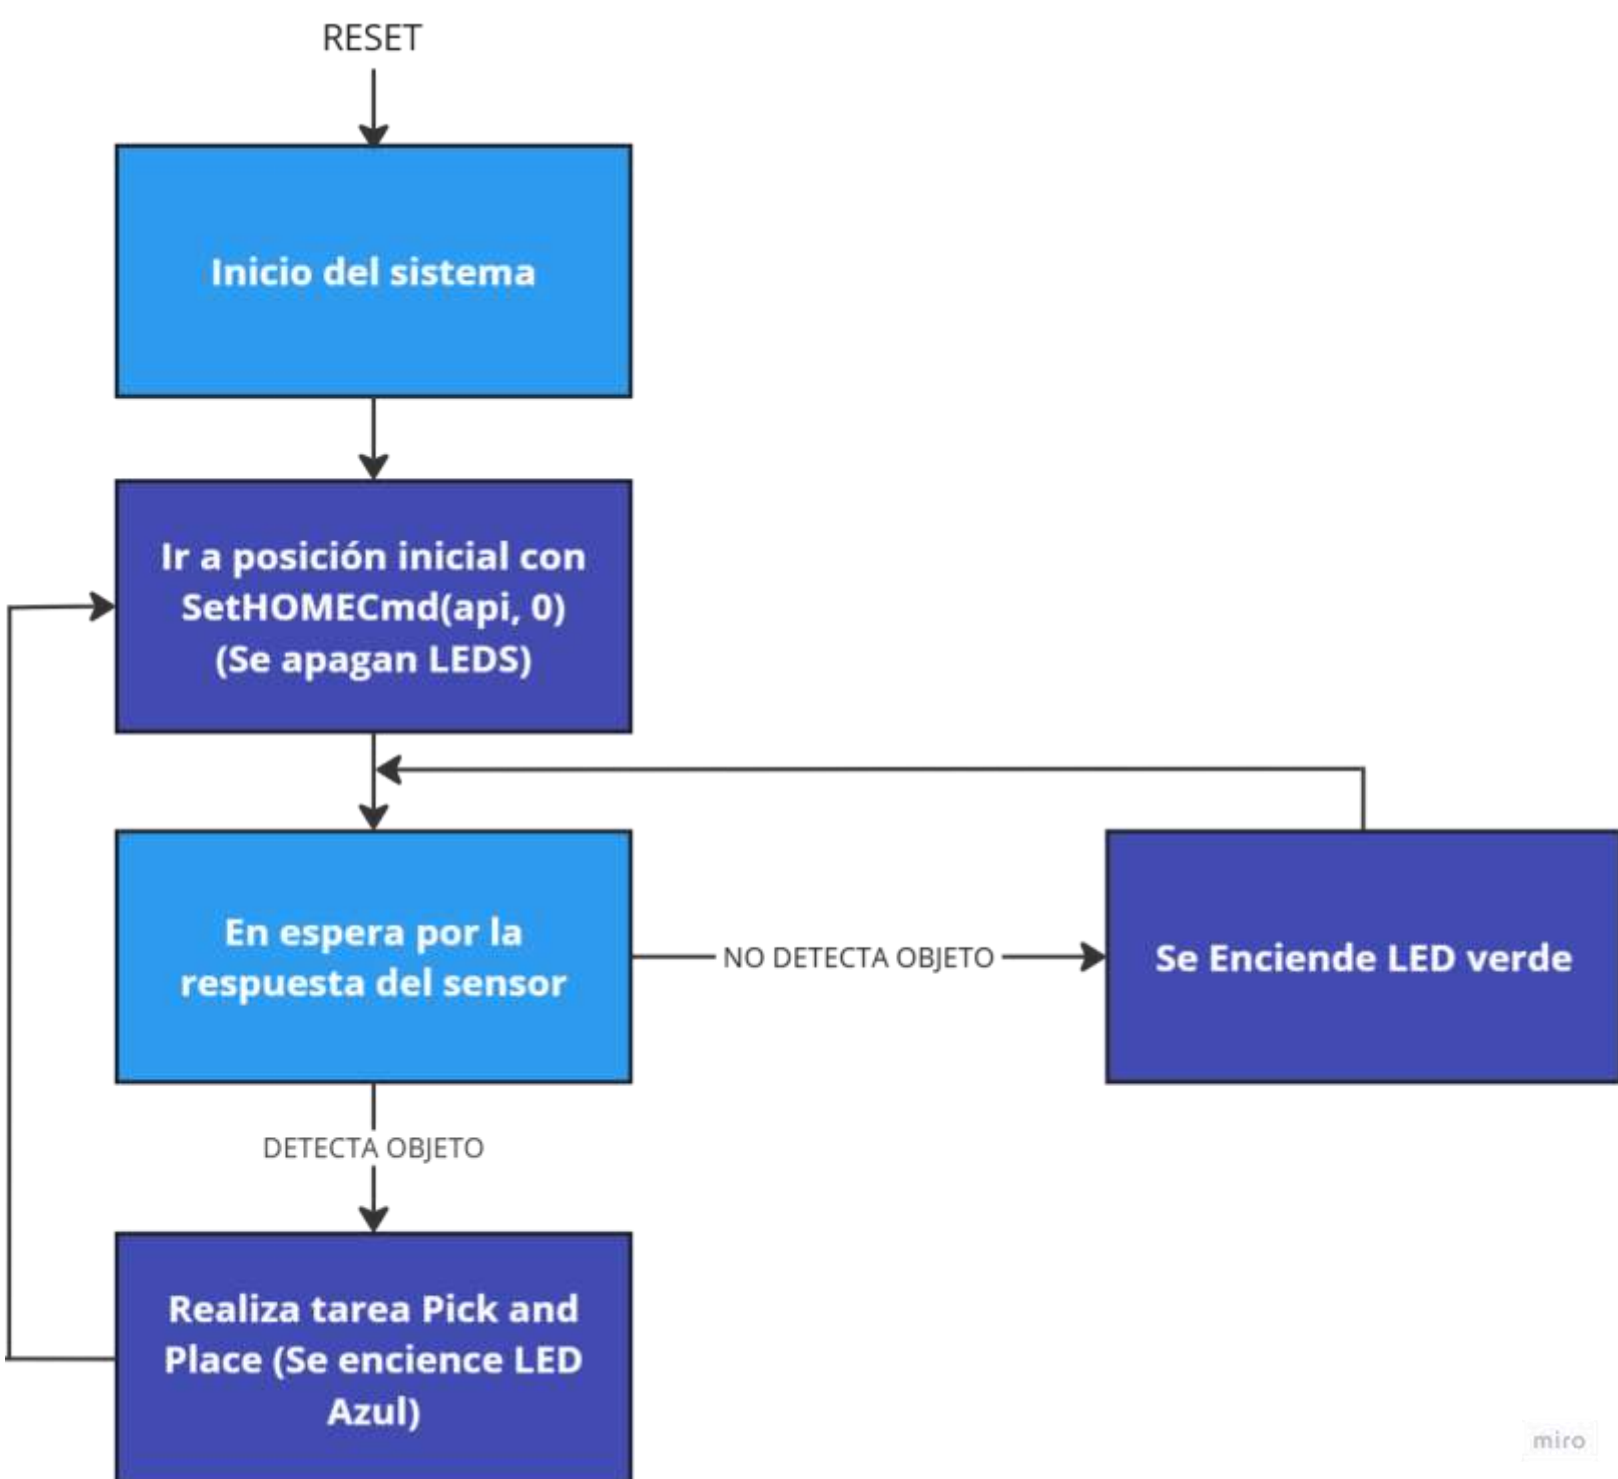 RESET
Inicio del sistema
Ir a posición inicial con
SetHOMECmd(api, 0)
(Se apagan LEDS)
En espera por la
respuesta del sensor
NO DETECTA OBJETO
Se Enciende LED verde
DETECTA OBJETO
Realiza tarea Pick and
Place (Se encience LED
Azul)
miro